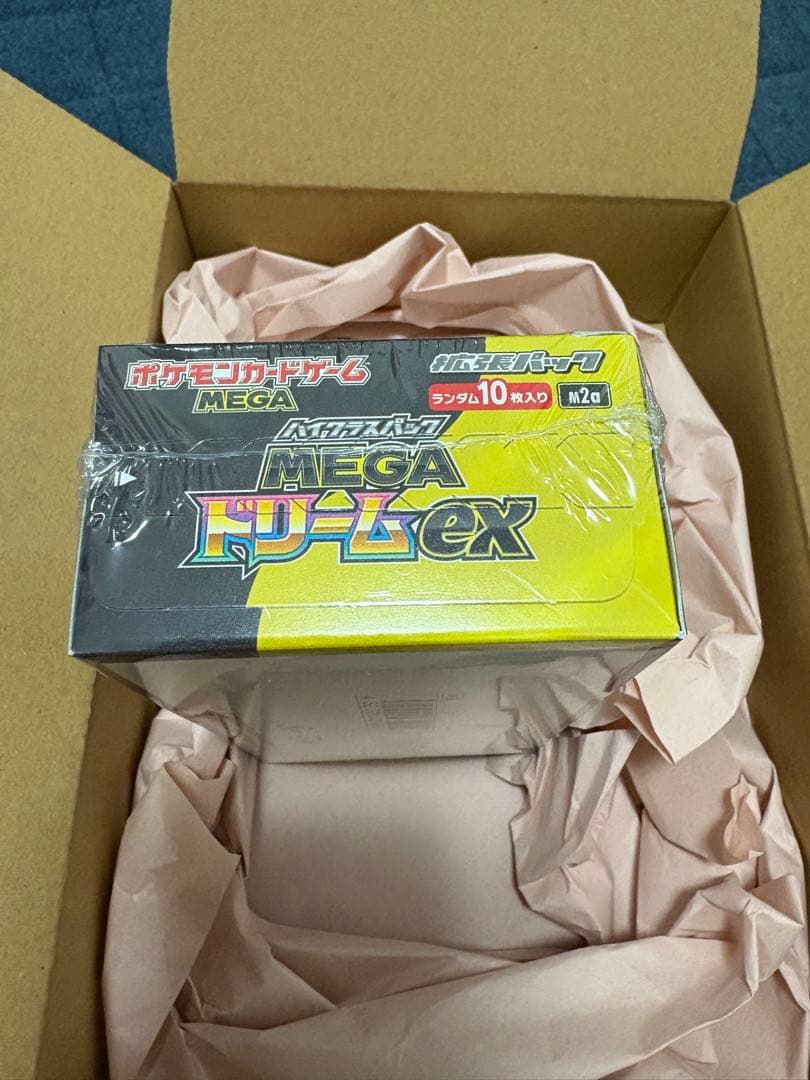 ポケモンカードゲーム
MEGA
拡張パック
ランダム10枚入り
M2a
ハイクラスパック
MEGA
ドリームex